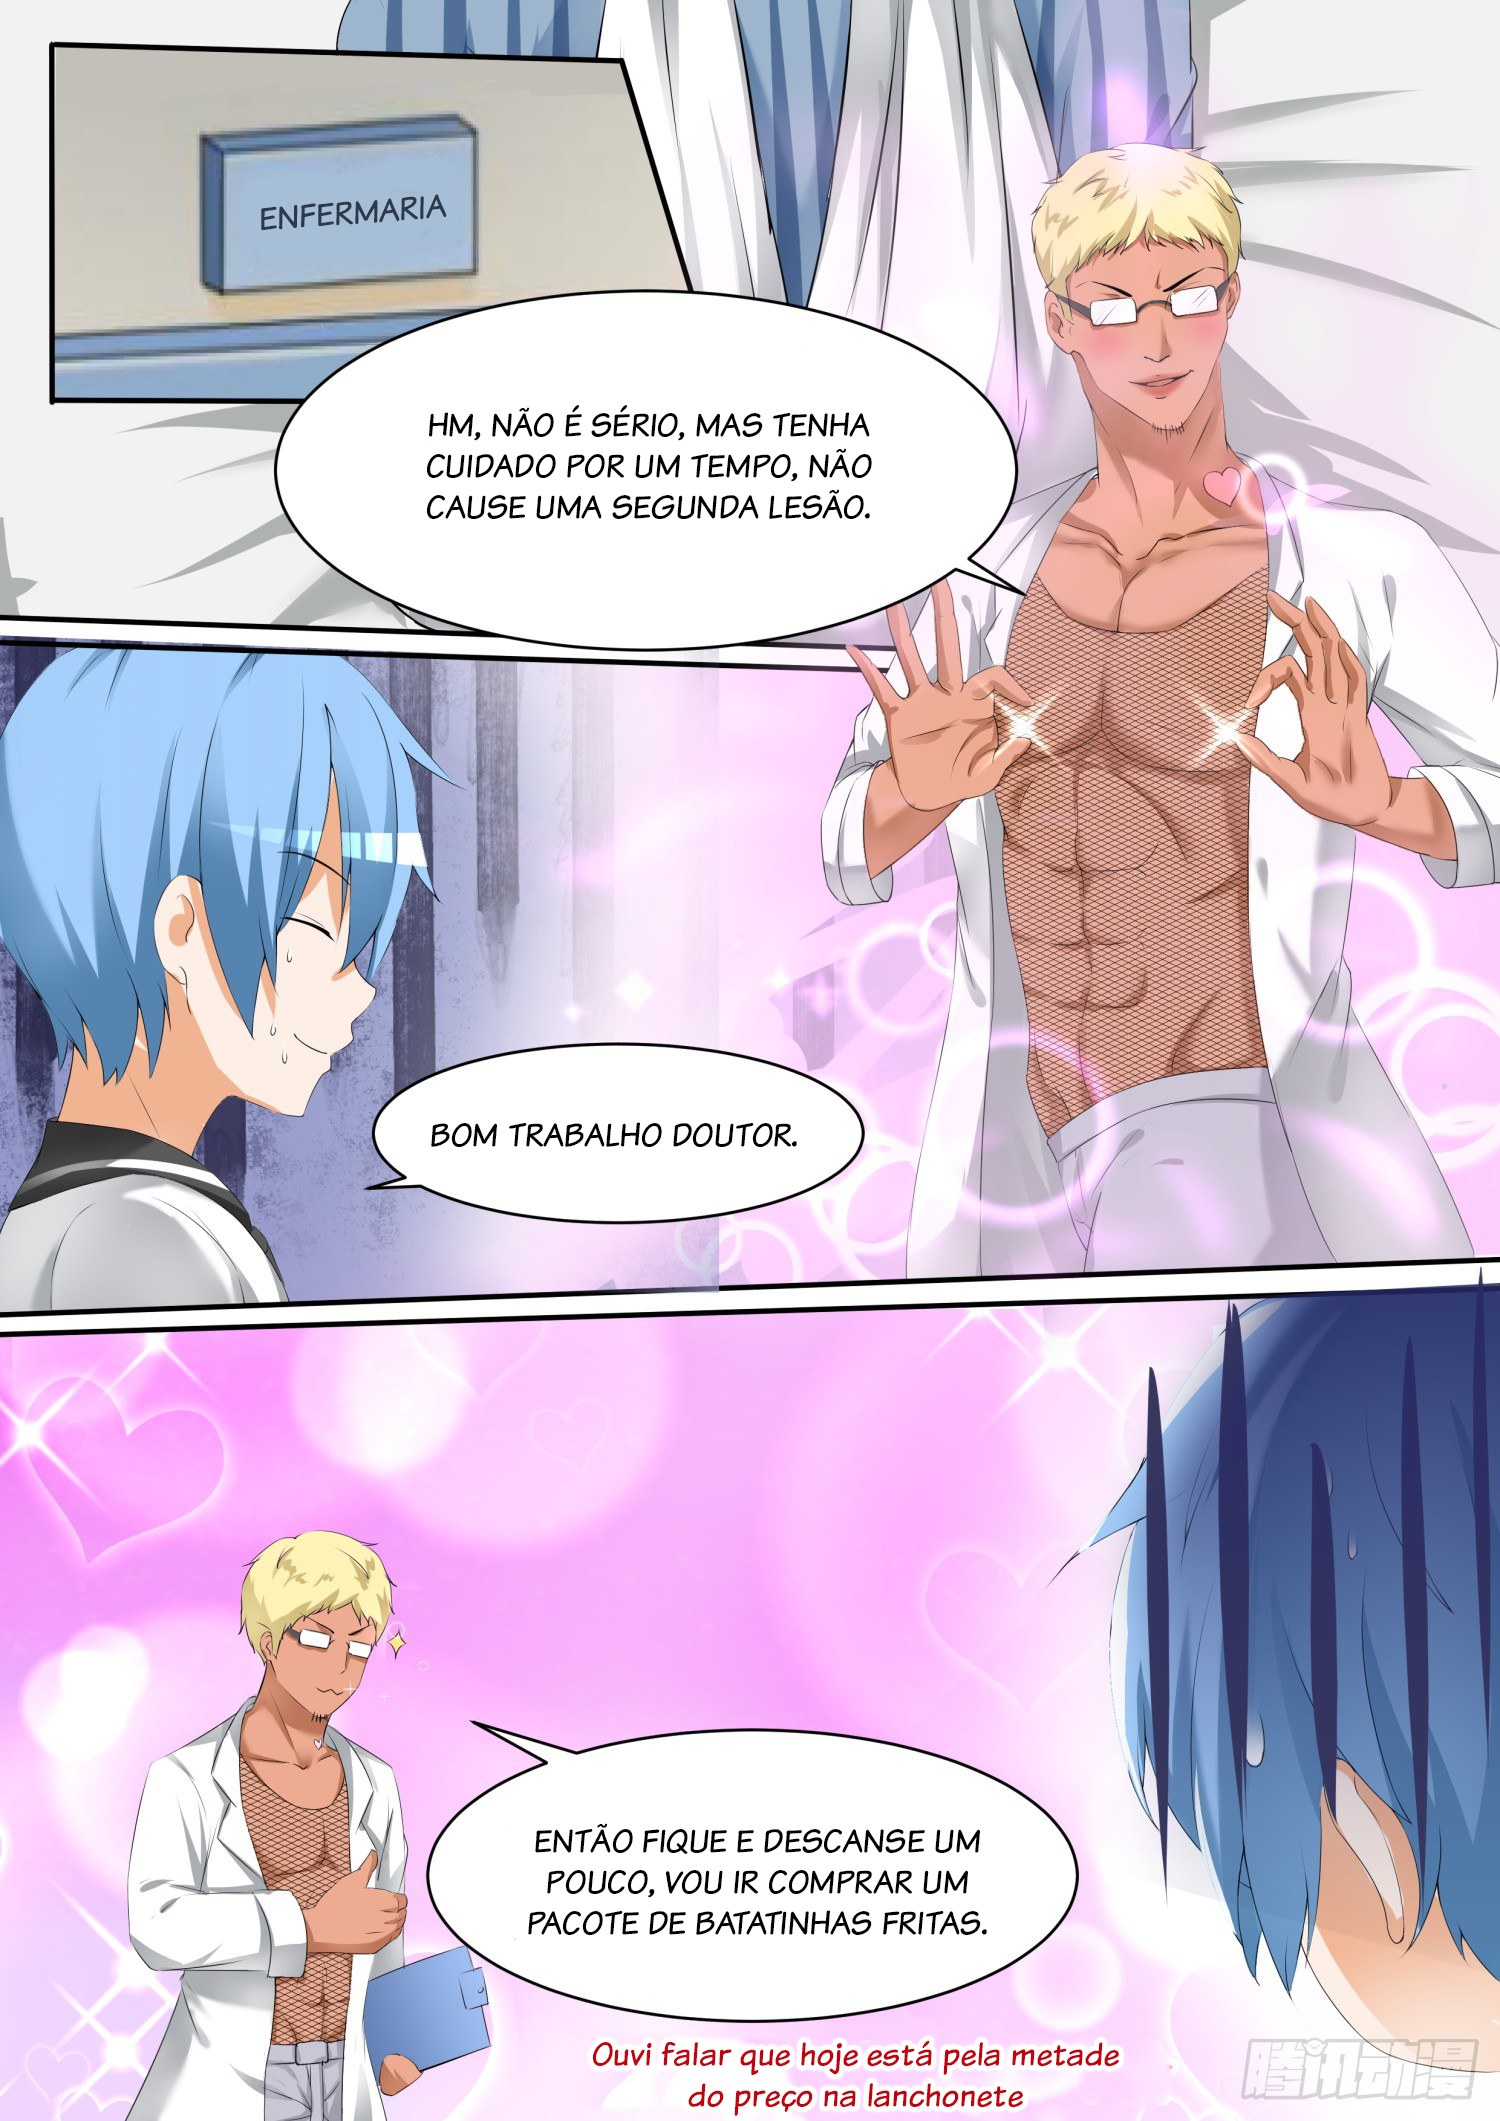 ENFERMARIA
HM, NÃO É SÉRIO, MAS TENHA
CUIDADO POR UM TEMPO, NÃO
CAUSE UMA SEGUNDA LESÃO.
BOM TRABALHO DOUTOR.
ENTÃO FIQUE E DESCANSE UM
POUCO, VOU IR COMPRAR UM
PACOTE DE BATATINHAS FRITAS.
Ouvi falar que hoje está pela metade
do preço na lanchonete
腾讯动漫